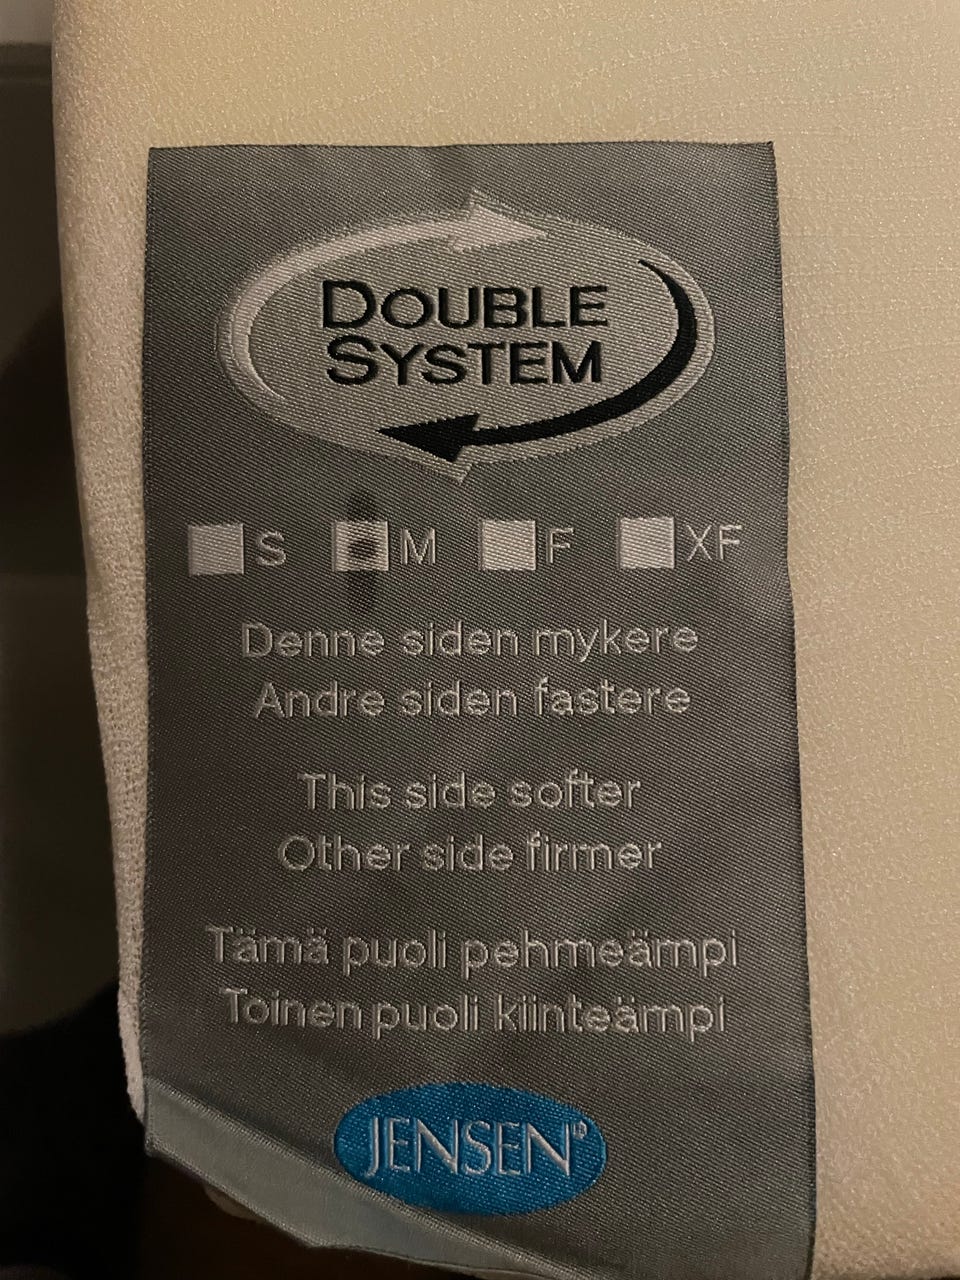 DOUBLE
SYSTEM
S M F XF
Denne siden mykere
Andre siden fastere
This side softer
Other side firmer
Tämä puoli pehmeämpi
Toinen puoli kiinteämpi
JENSEN®